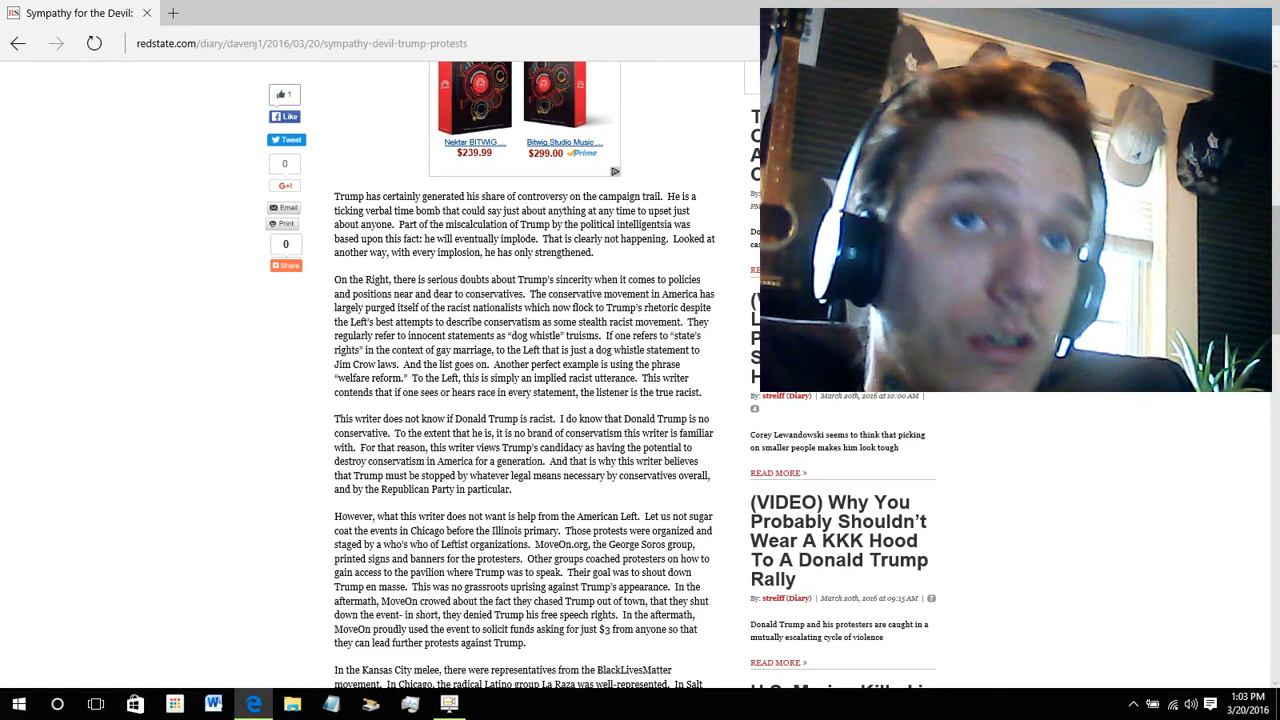 Sympathy for the Devil:
redstate.com/diary/davenj1/2016/03/20/sympathy-devil-trump-protests
1
Like
Tweet
0
G+1
Email
Print
0
Share
Nektar BITWIG ...
$239.99
Bitwig Studio Music ...
$299.00 Prime
Trump has certainly generated his share of controversy on the campaign trail. He is a
ticking verbal time bomb that could say just about anything at any time to upset just
about anyone. Part of the miscalculation of Trump by the political intelligentsia was
based upon this fact: he will eventually implode. That is clearly not happening. Looked at
another way, with every implosion, he has only strengthened.
On the Right, there is serious doubts about Trump's sincerity when it comes to policies
and positions near and dear to conservatives. The conservative movement in America has
largely purged itself of the racist nationalists which now flock to Trump's rhetoric despite
the Left's best attempts to describe conservatism as some stealth racist movement. They
regularly refer to innocent statements as “dog whistle” truisms. If one refers to “state’s
rights” in the context of gay marriage, to the Left that is just a dog whistle statement to
Jim Crow laws. And the list goes on. Another perfect example is using the phrase
“welfare reform.” To the Left, this is simply an implied racist utterance. This writer
contends that if one sees or hears race in every statement, the listener is the true racist.
This writer does not know if Donald Trump is racist. I do know that Donald Trump is no
conservative. To the extent that he is, it is no brand of conservatism this writer is familiar
with. For that reason, this writer views Trump's candidacy as having the potential to
destroy conservatism in America for a generation. And that is why this writer believes
that Trump must be stopped by whatever legal means necessary by conservatives overall,
and by the Republican Party in particular.
However, what this writer does not want is help from the American Left. Let us not sugar
coat the events in Chicago before the Illinois primary. Those protests were organized and
staged by a who's who of Leftist organizations. MoveOn.org, the George Soros group,
printed signs and banners for the protesters. Other groups coached protesters on how to
gain access to the pavilion where Trump was to speak. Their goal was to shout down
Trump en masse. This was no grassroots uprising against Trump's appearance. In the
aftermath, MoveOn crowed about the fact they chased Trump out of town, that they shut
down the event- in short, they denied Trump his free speech rights. In the aftermath,
MoveOn proudly used the event to solicit funds asking for just $3 from anyone so that
they can lead further protests against Trump.
In the Kansas City melee, there were representatives from the BlackLivesMatter
movement. In Chicago, the radical Latino group La Raza was well-represented. In Salt
By: streiff (Diary) | March 20th, 2016 at 10:00 AM |
4
Corey Lewandowski seems to think that picking
on smaller people makes him look tough
READ MORE »
(VIDEO) Why You
Probably Shouldn't
Wear A KKK Hood
To A Donald Trump
Rally
By: streiff (Diary) | March 20th, 2016 at 09:15 AM | 7
Donald Trump and his protesters are caught in a
mutually escalating cycle of violence
READ MORE »
1:03 PM
3/20/2016